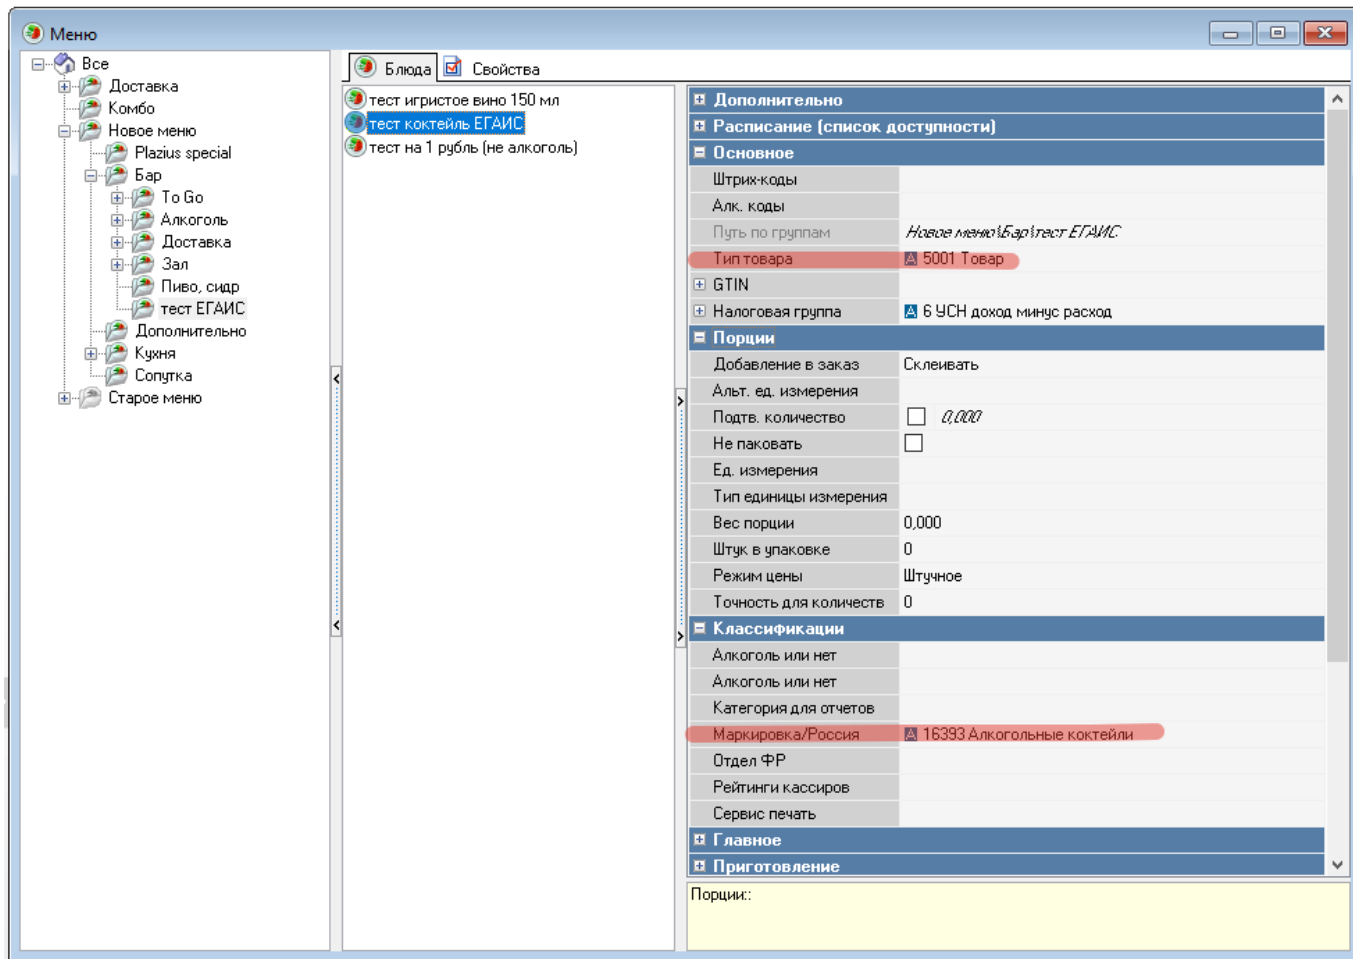 Меню
Все
Доставка
Комбо
Новое меню
Plazius special
Бар
To Go
Алкоголь
Доставка
Зал
Пиво, сидр
тест ЕГАИС
Дополнительно
Кухня
Сопутка
Старое меню
Блюда Свойства
тест игристое вино 150 мл
тест коктейль ЕГАИС
тест на 1 рубль (не алкоголь)
Дополнительно
Расписание (список доступности)
Основное
Штрих-коды
Алк. коды
Путь по группам Новое меню\Бар\тест ЕГАИС
Тип товара А 5001 Товар
GTIN
Налоговая группа А 6 УСН доход минус расход
Порции
Добавление в заказ Склеивать
Альт. ед. измерения
Подтв. количество 0,000
Не паковать
Ед. измерения
Тип единицы измерения
Вес порции 0,000
Штук в упаковке 0
Режим цены Штучное
Точность для количеств 0
Классификации
Алкоголь или нет
Алкоголь или нет
Категория для отчетов
Маркировка/Россия А 16393 Алкогольные коктейли
Отдел ФР
Рейтинги кассиров
Сервис печать
Главное
Приготовление
Порции::